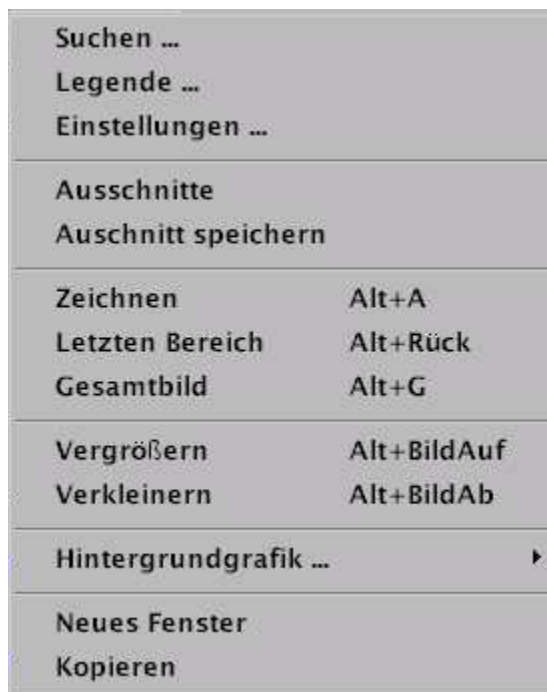 Suchen ...
Legende ...
Einstellungen ...
Ausschnitte
Auschnitt speichern
Zeichnen Alt+A
Letzten Bereich Alt+Rück
Gesamtbild Alt+G
Vergrößern Alt+BildAuf
Verkleinern Alt+BildAb
Hintergrundgrafik ...
Neues Fenster
Kopieren